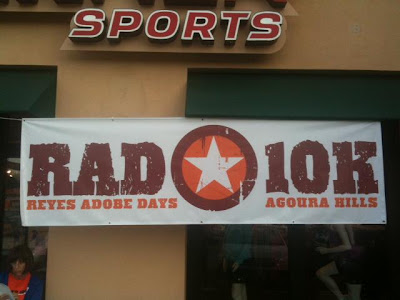 SPORTS
RAD 10K
REYES ADOBE DAYS AGOURA HILLS